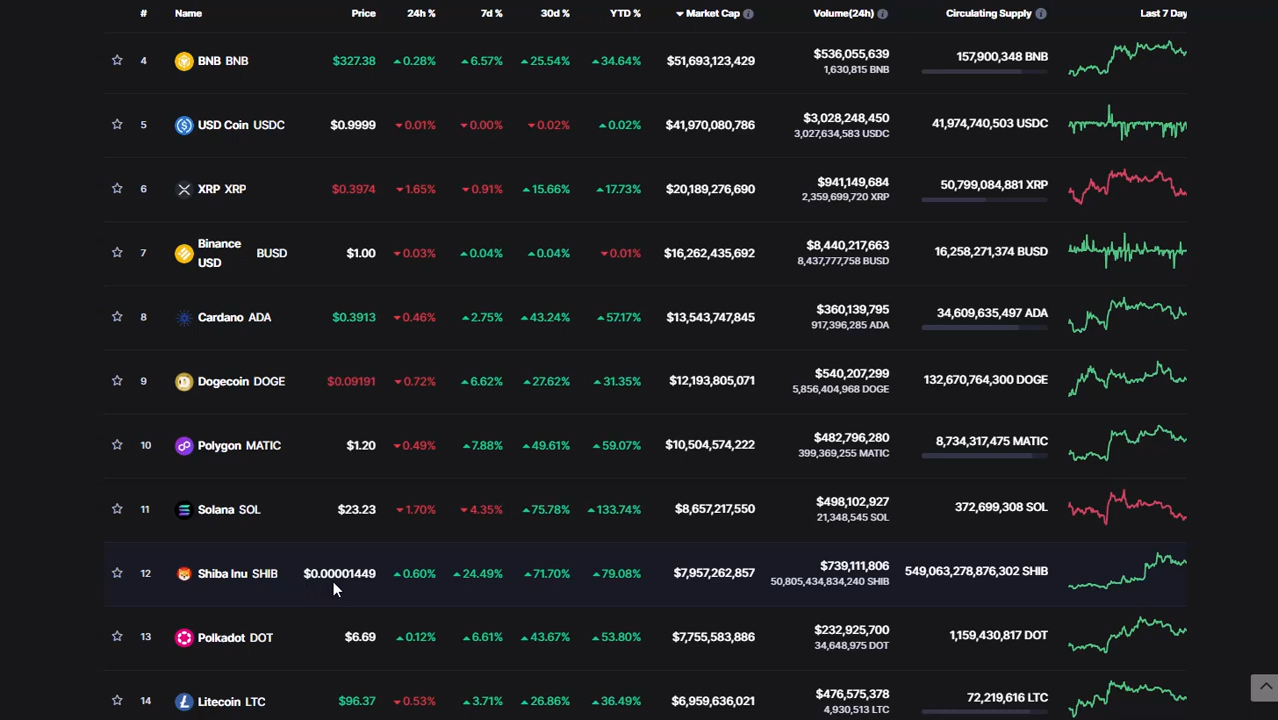 # Name Price 24h % 7d % 30d % YTD % Market Cap Volume(24h) Circulating Supply Last 7 Day
4 BNB BNB $327.38 0.28% 6.57% 25.54% 34.64% $51,693,123,429 $536,055,639 157,900,348 BNB
1,630,815 BNB
5 USD Coin USDC $0.9999 0.01% 0.00% 0.02% 0.02% $41,970,080,786 $3,028,248,450 41,974,740,503 USDC
3,027,634,583 USDC
6 XRP XRP $0.3974 1.65% 0.91% 15.66% 17.73% $20,189,276,690 $941,149,684 50,799,084,881 XRP
2,359,699,720 XRP
7 Binance USD BUSD $1.00 0.03% 0.04% 0.04% 0.01% $16,262,435,692 $8,440,217,663 16,258,271,374 BUSD
8,437,777,758 BUSD
8 Cardano ADA $0.3913 0.46% 2.75% 43.24% 57.17% $13,543,747,845 $360,139,795 34,609,635,497 ADA
917,396,285 ADA
9 Dogecoin DOGE $0.09191 0.72% 6.62% 27.62% 31.35% $12,193,805,071 $540,207,299 132,670,764,300 DOGE
5,856,404,968 DOGE
10 Polygon MATIC $1.20 0.49% 7.88% 49.61% 59.07% $10,504,574,222 $482,796,280 8,734,317,475 MATIC
399,369,255 MATIC
11 Solana SOL $23.23 1.70% 4.35% 75.78% 133.74% $8,657,217,550 $498,102,927 372,699,308 SOL
21,348,545 SOL
12 Shiba Inu SHIB $0.00001449 0.60% 24.49% 71.70% 79.08% $7,957,262,857 $739,111,806 549,063,278,876,302 SHIB
50,805,434,834,240 SHIB
13 Polkadot DOT $6.69 0.12% 6.61% 43.67% 53.80% $7,755,583,886 $232,925,700 1,159,430,817 DOT
34,648,975 DOT
14 Litecoin LTC $96.37 0.53% 3.71% 26.86% 36.49% $6,959,636,021 $476,575,378 72,219,616 LTC
4,930,513 LTC